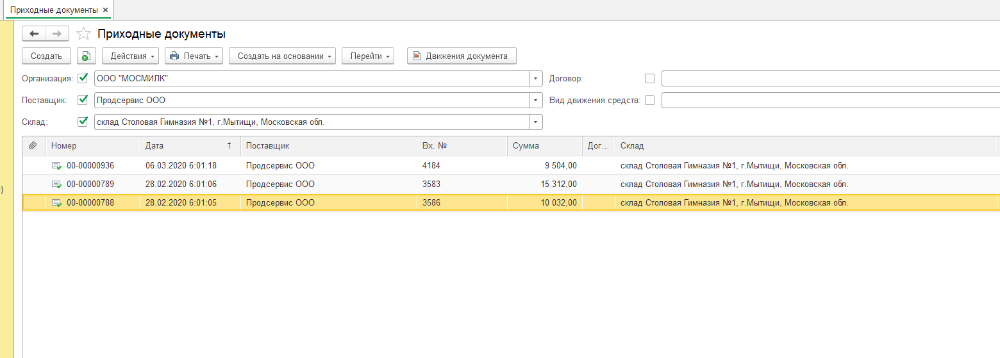 Приходные документы ×
Приходные документы
Создать Действия Печать Создать на основании Перейти Движения документа
Организация: ООО "МОСМИЛК" Договор:
Поставщик: Продсервис ООО Вид движения средств:
Склад: склад Столовая Гимназия №1, г.Мытищи, Московская обл.
Номер Дата ↑ Поставщик Вх. № Сумма Дог... Склад
00-00000936 06.03.2020 6:01:18 Продсервис ООО 4184 9 504,00 склад Столовая Гимназия №1, г.Мытищи, Московская обл.
00-00000789 28.02.2020 6:01:06 Продсервис ООО 3583 15 312,00 склад Столовая Гимназия №1, г.Мытищи, Московская обл.
)
00-00000788 28.02.2020 6:01:05 Продсервис ООО 3586 10 032,00 склад Столовая Гимназия №1, г.Мытищи, Московская обл.